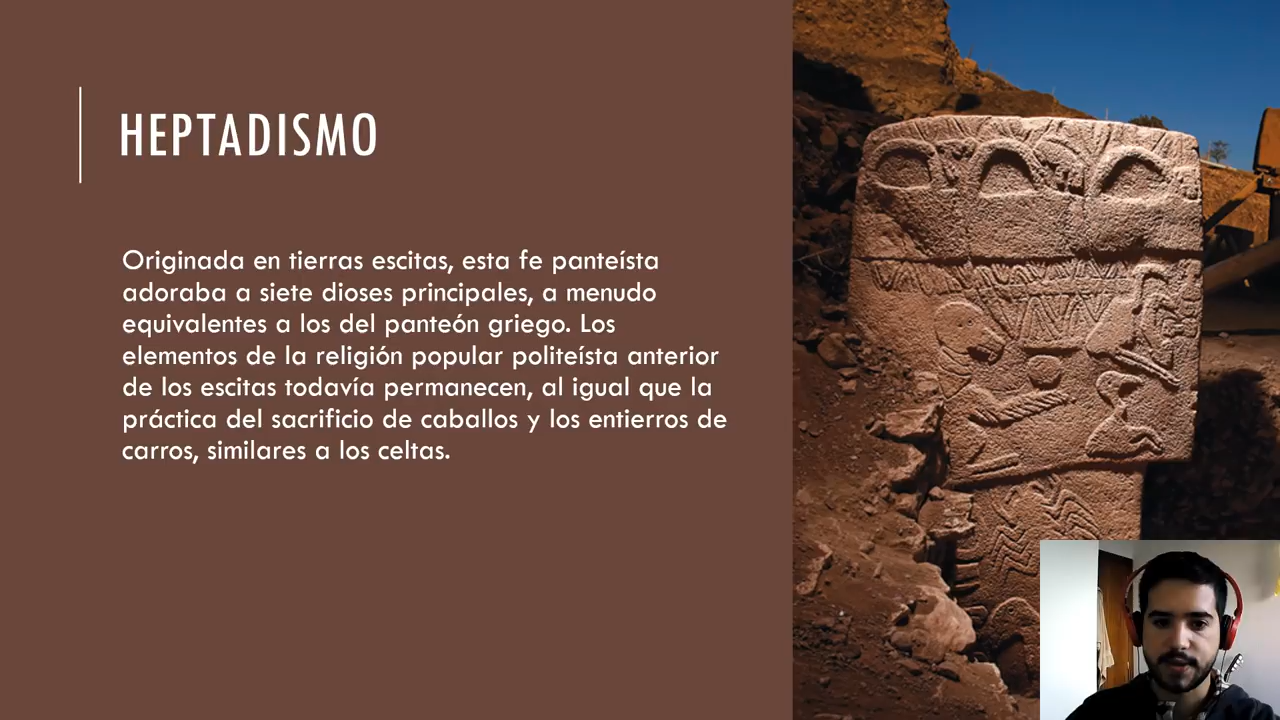 HEPTADISMO
Originada en tierras escitas, esta fe panteísta
adoraba a siete dioses principales, a menudo
equivalentes a los del panteón griego. Los
elementos de la religión popular politeísta anterior
de los escitas todavía permanecen, al igual que la
práctica del sacrificio de caballos y los entierros de
carros, similares a los celtas.